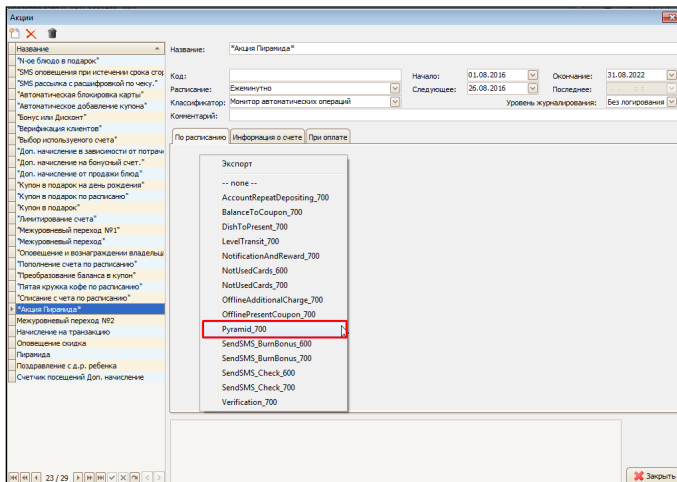 Акции
Название
"N-ое блюдо в подарок"
"SMS оповещения при истечении срока сгор
"SMS рассылка с расшифровкой по чеку."
"Автоматическая блокировка карты"
"Автоматическое добавление купона"
"Бонус или Дисконт"
"Верификация клиентов"
"Выбор используемого счета"
"Доп. начисление в зависимости от потраче
"Доп. начисление на бонусный счет."
"Доп. начисление от продажи блюд"
"Купон в подарок на день рождения"
"Купон в подарок по расписаню"
"Купон в подарок"
"Лимитирование счета"
"Межуровневый переход №1"
"Межуровневый переход"
"Оповещение и вознаграждении владельца
"Пополнение счета по расписанию"
"Преобразование баланса в купон"
"Пятая кружка кофе по расписанию"
"Списание с чета по расписанию"
"Акция Пирамида"
Межуровневый переход №2
Начисление на транзакцию
Оповещение скидка
Пирамида
Поздравление с д.р. ребенка
Счетчик посещений Доп. начисление
23 / 29
Название: "Акция Пирамида"
Код: Начало: 01.08.2016 Окончание: 31.08.2022
Расписание: Ежеминутно Следующее: 26.08.2016 Последнее: . . : :
Классификатор: Монитор автоматических операций Уровень журналирования: Без логирования
Комментарий:
По расписанию Информация о счете При оплате
Экспорт
-- none --
AccountRepeatDepositing_700
BalanceToCoupon_700
DishToPresent_700
LevelTransit_700
NotificationAndReward_700
NotUsedCards_600
NotUsedCards_700
OfflineAdditionalCharge_700
OfflinePresentCoupon_700
Pyramid_700
SendSMS_BurnBonus_600
SendSMS_BurnBonus_700
SendSMS_Check_600
SendSMS_Check_700
Verification_700
Закрыть